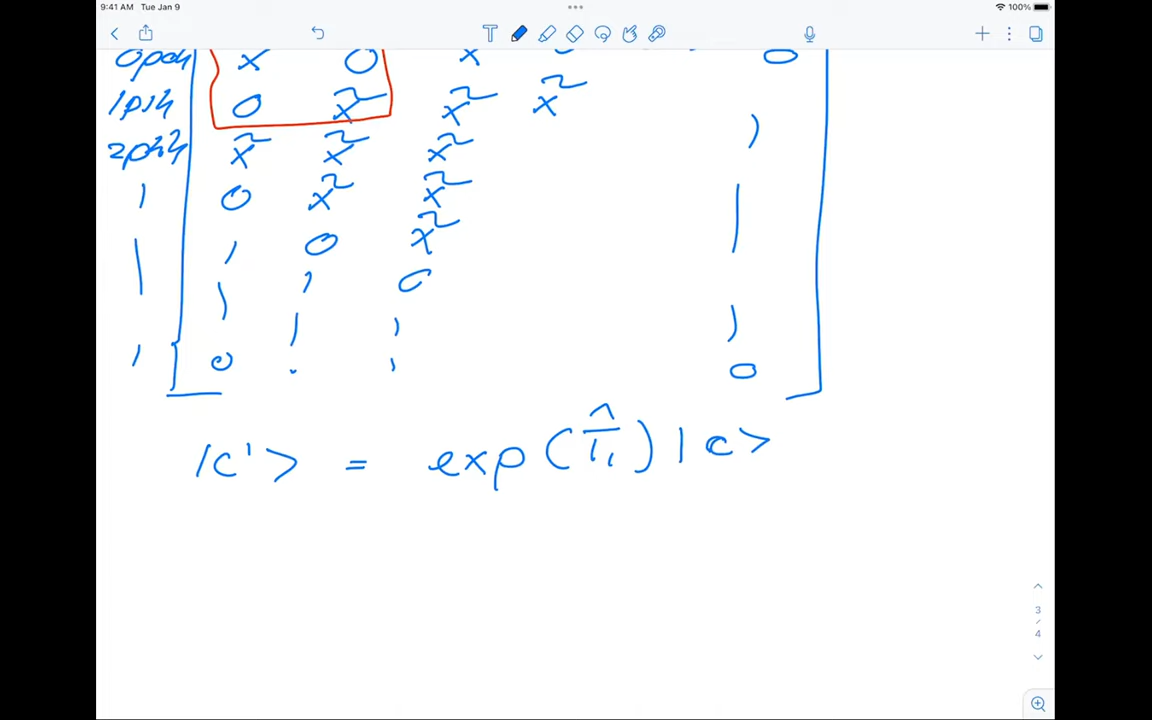 9:41 AM Tue Jan 9
100%
0p0h x 0 x 0
1p1h 0 x² x² x²
2p2h x² x² x²
0 x² x²
0 x²
0
0 0
|c'> = exp(T̂₁)|c>
3
/
4